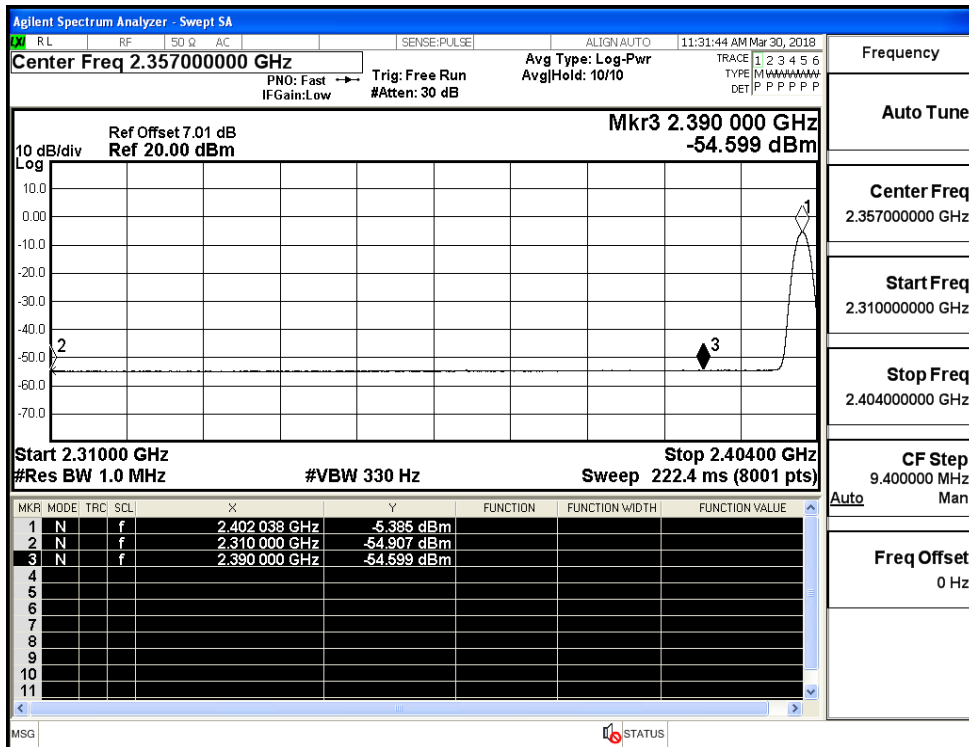 Agilent Spectrum Analyzer - Swept SA
LXI RL RF 50 Ω AC SENSE:PULSE ALIGN AUTO 11:31:44 AM Mar 30, 2018
Center Freq 2.357000000 GHz
PNO: Fast
IFGain:Low
Trig: Free Run
#Atten: 30 dB
Avg Type: Log-Pwr
Avg|Hold: 10/10
TRACE 1 2 3 4 5 6
TYPE M W W W W W
DET P P P P P P
Ref Offset 7.01 dB
10 dB/div Ref 20.00 dBm
Log
Mkr3 2.390 000 GHz
-54.599 dBm
10.0
0.00
-10.0
-20.0
-30.0
-40.0
-50.0
-60.0
-70.0
1
2
3
Start 2.31000 GHz Stop 2.40400 GHz
#Res BW 1.0 MHz #VBW 330 Hz Sweep 222.4 ms (8001 pts)
MKR MODE TRC SCL X Y FUNCTION FUNCTION WIDTH FUNCTION VALUE
1 N f 2.402 038 GHz -5.385 dBm
2 N f 2.310 000 GHz -54.907 dBm
3 N f 2.390 000 GHz -54.599 dBm
4
5
6
7
8
9
10
11
MSG STATUS
Frequency
Auto Tune
Center Freq
2.357000000 GHz
Start Freq
2.310000000 GHz
Stop Freq
2.404000000 GHz
CF Step
9.400000 MHz
Auto Man
Freq Offset
0 Hz